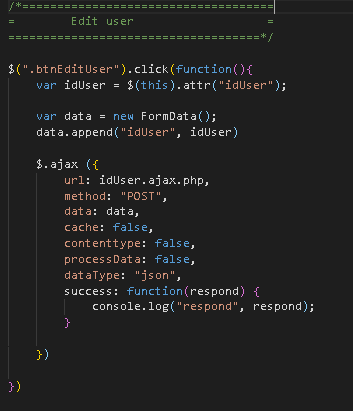 /*====================================
=        Edit user                   =
====================================*/
$(".btnEditUser").click(function(){
    var idUser = $(this).attr("idUser");
    var data = new FormData();
    data.append("idUser", idUser)
    $.ajax ({
        url: idUser.ajax.php,
        method: "POST",
        data: data,
        cache: false,
        contenttype: false,
        processData: false,
        dataType: "json",
        success: function(respond) {
            console.log("respond", respond);
        }
    })
})